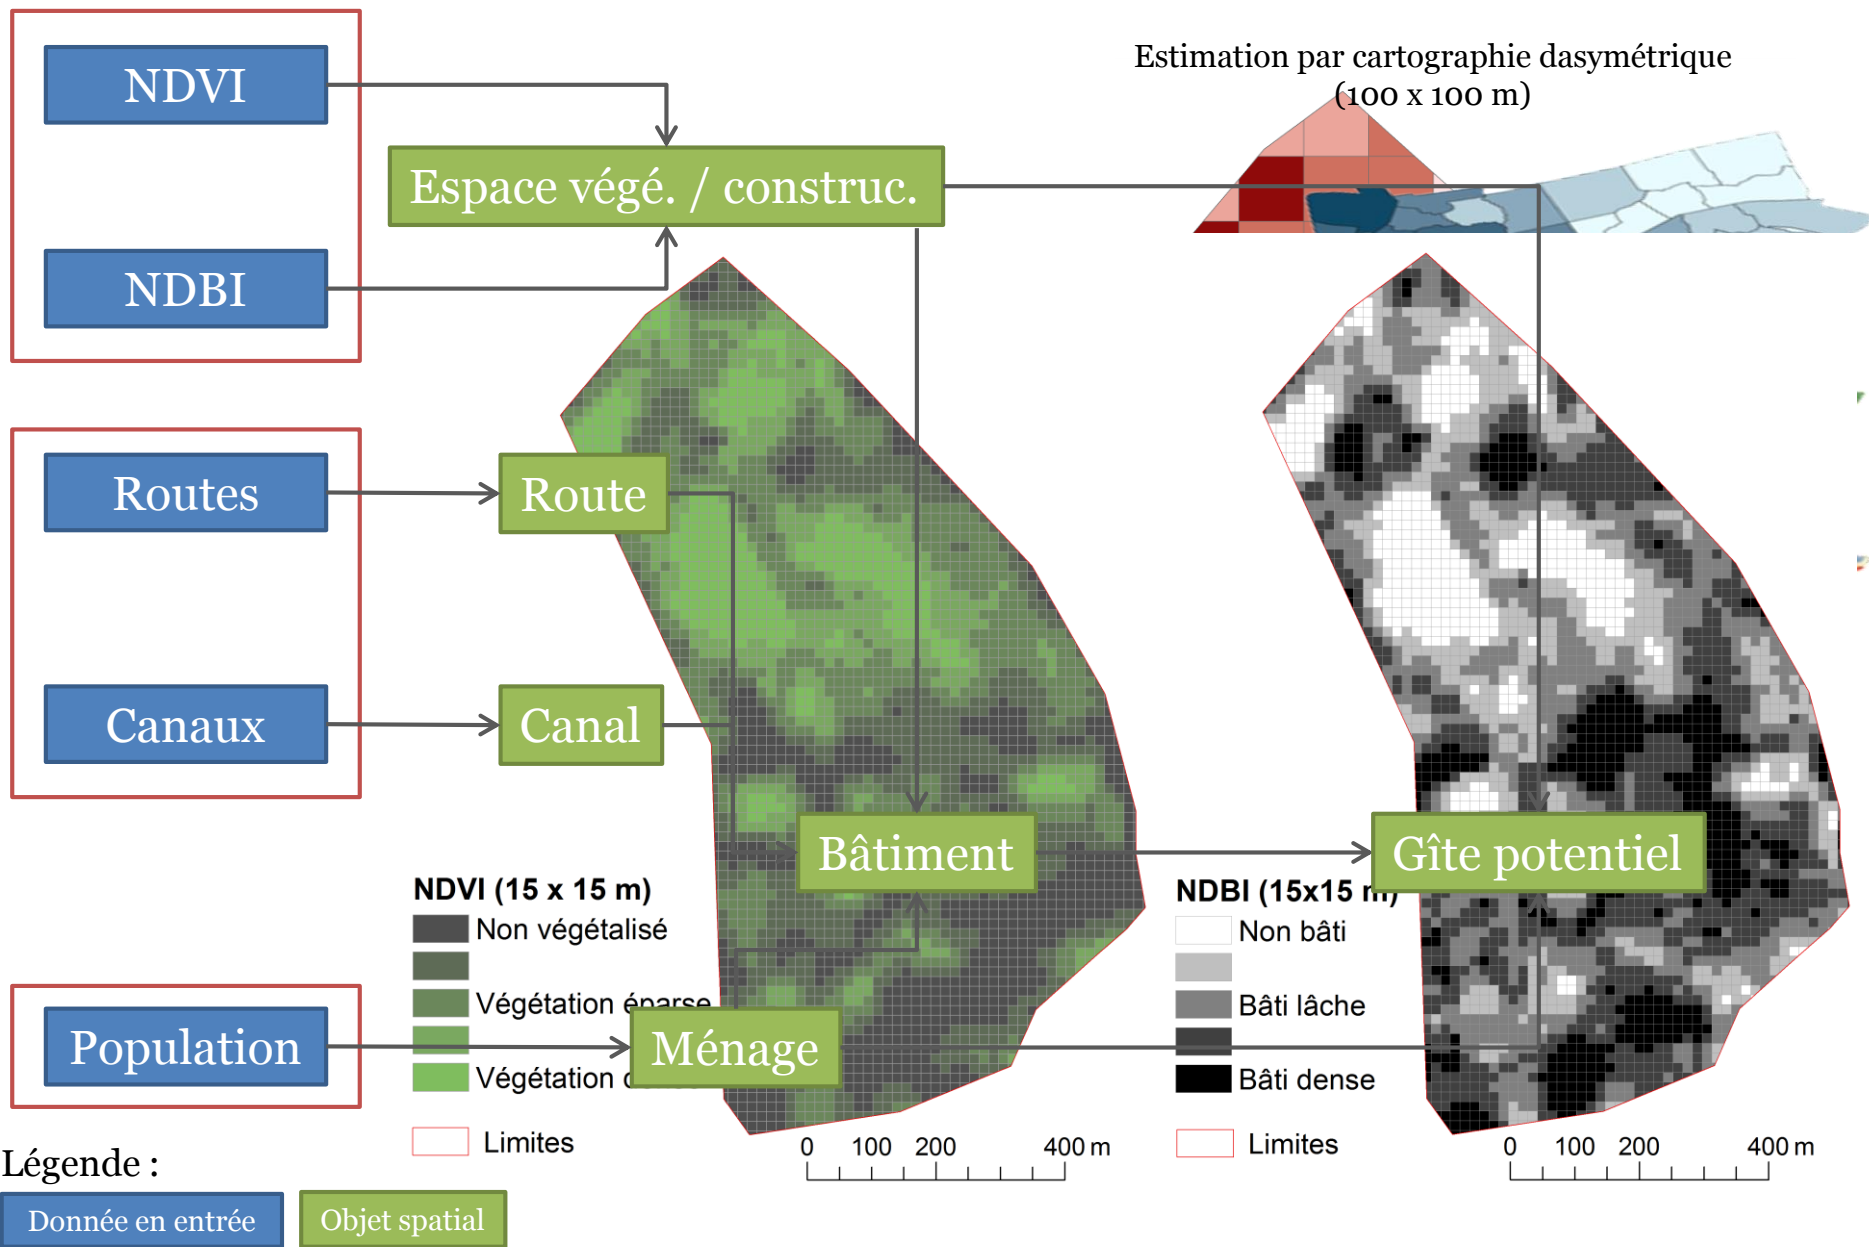 NDVI
Estimation par cartographie dasymétrique
(100 x 100 m)
Espace végé. / construc.
NDBI
Routes
Route
Canaux
Canal
Bâtiment
Gîte potentiel
NDVI (15 x 15 m)
Non végétalisé
Végétation éparse
Végétation
NDBI (15x15 m)
Non bâti
Bâti lâche
Bâti dense
Population
Ménage
Limites
0 100 200 400 m
Limites
0 100 200 400 m
Légende :
Donnée en entrée
Objet spatial